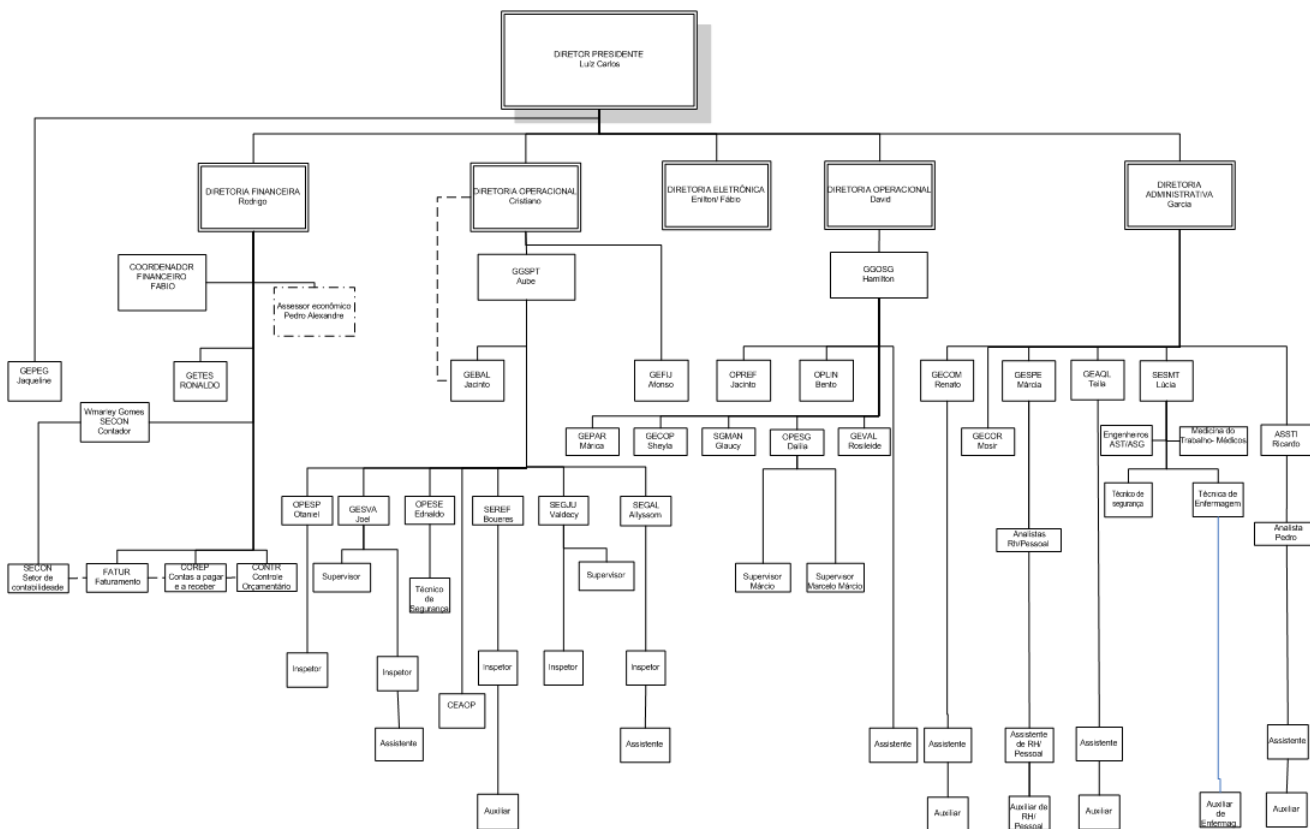 DIRETOR PRESIDENTE
Luiz Carlos
DIRETORIA FINANCEIRA
Rodrigo
DIRETORIA OPERACIONAL
Cristiano
DIRETORIA ELETRÔNICA
Enilton/ Fábio
DIRETORIA OPERACIONAL
David
DIRETORIA
ADMINISTRATIVA
Garcia
COORDENADOR
FINANCEIRO
FABIO
GGSPT
Aube
GGOSG
Hamilton
Assessor econômico
Pedro Alexandre
GEPEG
Jaqueline
GETES
RONALDO
GEBAL
Jacinto
GEFIJ
Afonso
OPREF
Jacinto
OPLIN
Bento
GECOM
Renato
GESPE
Márcia
GEAQL
Teila
SESMT
Lúcia
Wmarley Gomes
SECON
Contador
GEPAR
Márica
GECOP
Sheyla
SGMAN
Glaucy
OPESG
Dalila
GEVAL
Rosileide
GECOR
Mosir
Engenheiros
AST/ASG
Medicina do
Trabalho- Médicos
ASSTI
Ricardo
OPESP
Otaniel
GESVA
Joel
OPESE
Ednaldo
SEREF
Boueres
SEGJU
Valdecy
SEGAL
Allyssom
Técnico de
segurança
Técnica de
Enfermagem
Analistas
Rh/Pessoal
Analista
Pedro
SECON
Setor de
contabilideade
FATUR
Faturamento
COREP
Contas a pagar
e a receber
CONTR
Controle
Orçamentário
Supervisor
Técnico
de
Segurança
Supervisor
Supervisor
Márcio
Supervisor
Marcelo Márcio
Inspetor
Inspetor
Inspetor
Inspetor
Inspetor
CEAOP
Assistente
Assistente
Assistente
Assistente
Assistente
de RH/
Pessoal
Assistente
Assistente
Auxiliar
Auxiliar
Auxiliar de
RH/
Pessoal
Auxiliar
Auxiliar
de
Enfermag
Auxiliar